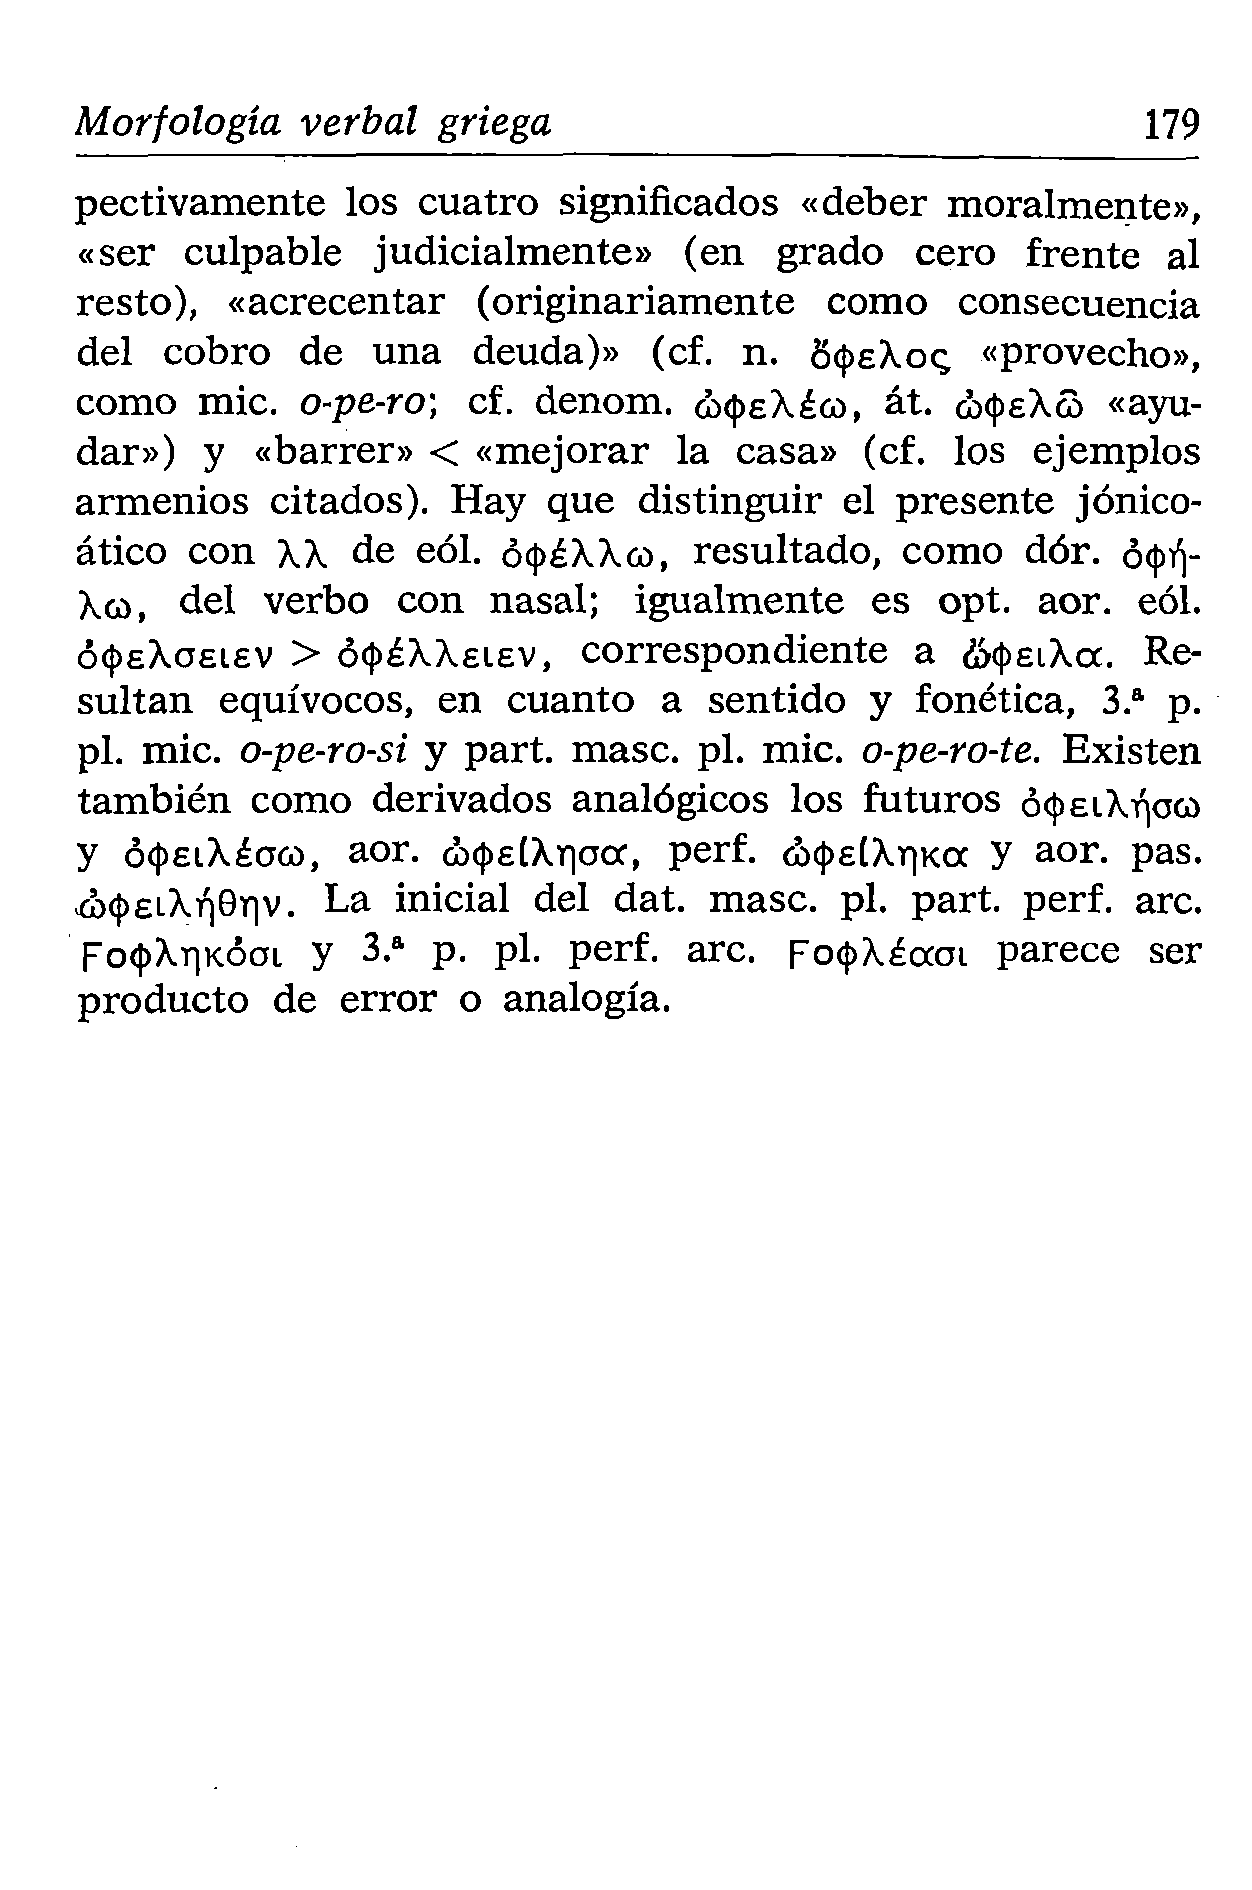 Morfología verbal griega 179
pectivamente los cuatro significados «deber moralmente»,
«ser culpable judicialmente» (en grado cero frente al
resto), «acrecentar (originariamente como consecuencia
del cobro de una deuda)» (cf. n. ὄφελος «provecho»,
como mic. o-pe-ro; cf. denom. ὠφελέω, át. ὠφελῶ «ayu-
dar») y «barrer» < «mejorar la casa» (cf. los ejemplos
armenios citados). Hay que distinguir el presente jónico-
ático con λλ de eól. ὀφέλλω, resultado, como dór. ὀφή-
λω, del verbo con nasal; igualmente es opt. aor. eól.
ὀφελσειεν > ὀφέλλειεν, correspondiente a ὤφειλα. Re-
sultan equívocos, en cuanto a sentido y fonética, 3.ª p.
pl. mic. o-pe-ro-si y part. masc. pl. mic. o-pe-ro-te. Existen
también como derivados analógicos los futuros ὀφειλήσω
y ὀφειλέσω, aor. ὠφείλησα, perf. ὠφείληκα y aor. pas.
ὠφειλήθην. La inicial del dat. masc. pl. part. perf. arc.
ϝοφληκόσι y 3.ª p. pl. perf. arc. ϝοφλέασι parece ser
producto de error o analogía.